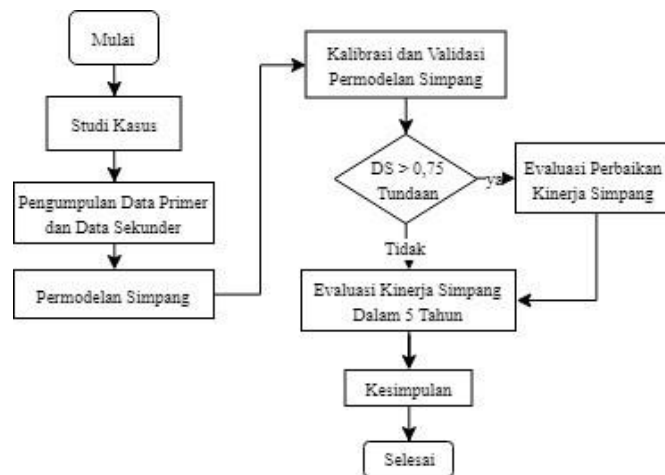 Mulai
Studi Kasus
Pengumpulan Data Primer
dan Data Sekunder
Permodelan Simpang
Kalibrasi dan Validasi
Permodelan Simpang
DS > 0,75
Tundaan
ya
Evaluasi Perbaikan
Kinerja Simpang
Tidak
Evaluasi Kinerja Simpang
Dalam 5 Tahun
Kesimpulan
Selesai